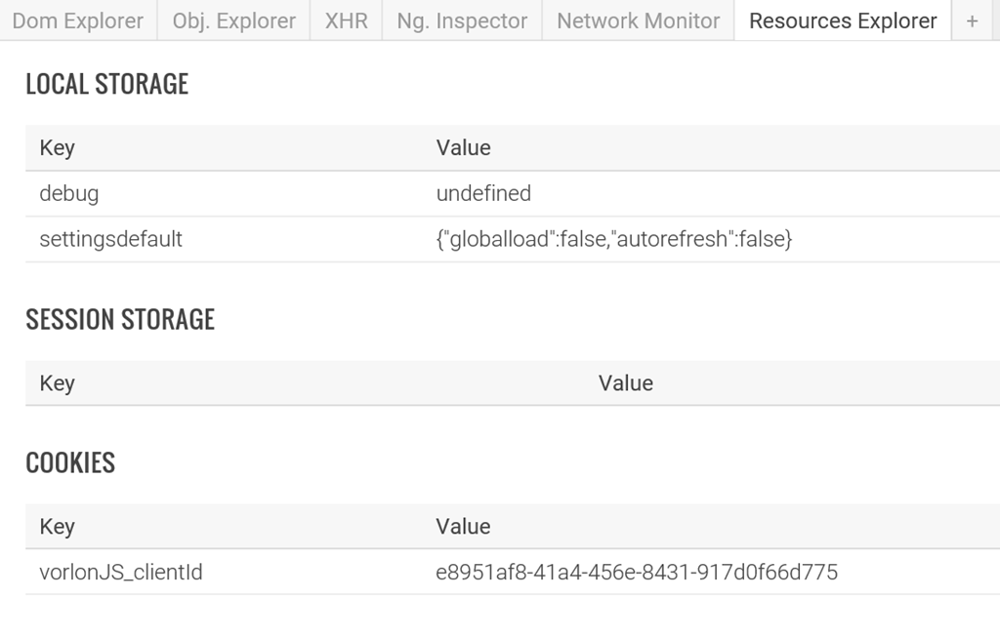 Dom Explorer Obj. Explorer XHR Ng. Inspector Network Monitor Resources Explorer +
LOCAL STORAGE
Key Value
debug undefined
settingsdefault {"globalload":false,"autorefresh":false}
SESSION STORAGE
Key Value
COOKIES
Key Value
vorlonJS_clientId e8951af8-41a4-456e-8431-917d0f66d775